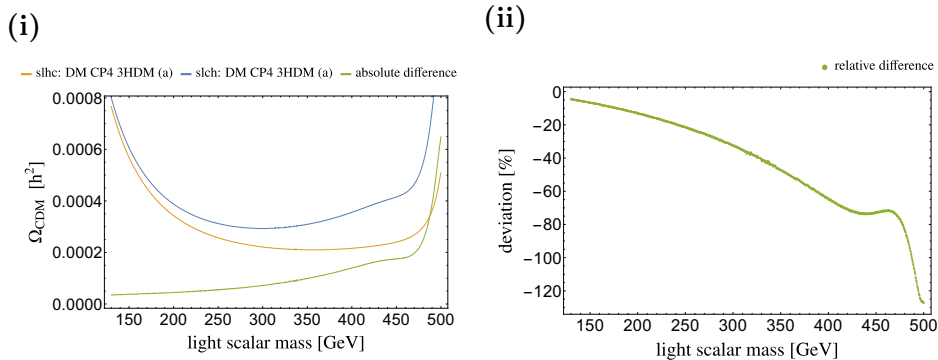 (i)
slhc: DM CP4 3HDM (a) slch: DM CP4 3HDM (a) absolute difference
0.0008
0.0006
0.0004
0.0002
0.0000
Ω_CDM [h²]
150 200 250 300 350 400 450 500
light scalar mass [GeV]
(ii)
relative difference
0
-20
-40
-60
-80
-100
-120
deviation [%]
150 200 250 300 350 400 450 500
light scalar mass [GeV]